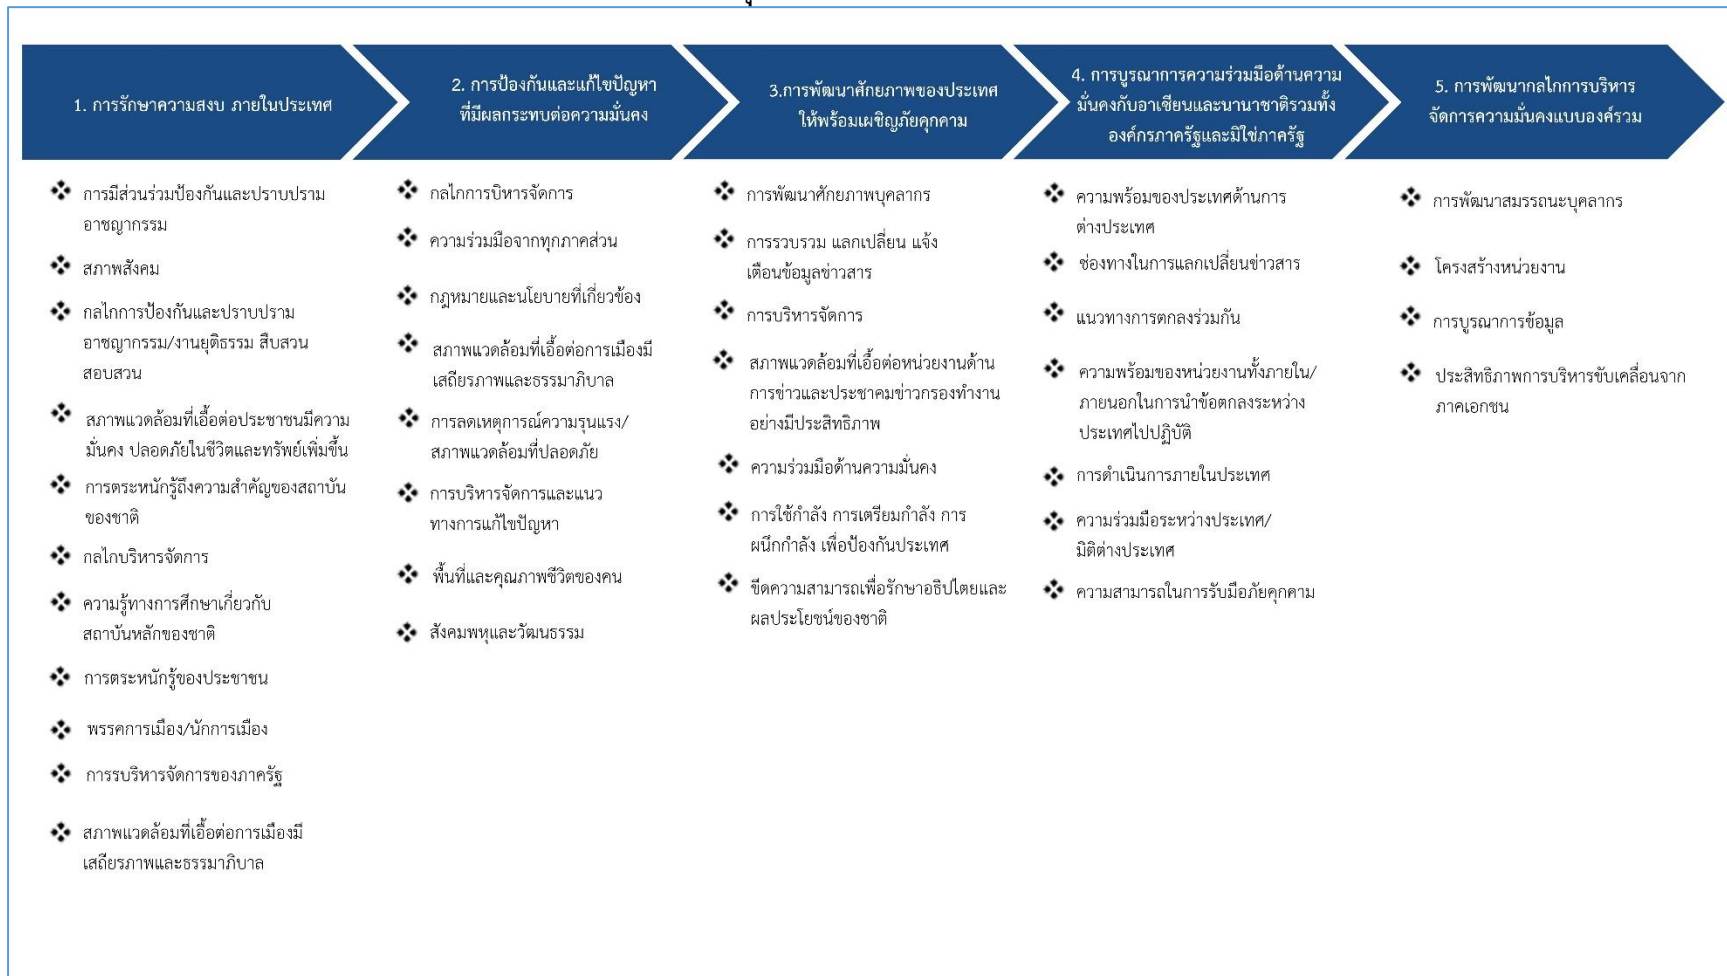 1. การรักษาความสงบ ภายในประเทศ
การมีส่วนร่วมป้องกันและปราบปราม
อาชญากรรม
สภาพสังคม
กลไกการป้องกันและปราบปราม
อาชญากรรม/งานยุติธรรม สืบสวน
สอบสวน
สภาพแวดล้อมที่เอื้อต่อประชาชนมีความ
มั่นคง ปลอดภัยในชีวิตและทรัพย์เพิ่มขึ้น
การตระหนักรู้ถึงความสำคัญของสถาบัน
ของชาติ
กลไกบริหารจัดการ
ความรู้ทางการศึกษาเกี่ยวกับ
สถาบันหลักของชาติ
การตระหนักรู้ของประชาชน
พรรคการเมือง/นักการเมือง
การรบริหารจัดการของภาครัฐ
สภาพแวดล้อมที่เอื้อต่อการเมืองมี
เสถียรภาพและธรรมาภิบาล
2. การป้องกันและแก้ไขปัญหา
ที่มีผลกระทบต่อความมั่นคง
กลไกการบิหารจัดการ
ความร่วมมือจากทุกภาคส่วน
กฎหมายและนโยบายที่เกี่ยวข้อง
สภาพแวดล้อมที่เอื้อต่อการเมืองมี
เสถียรภาพและธรรมาภิบาล
การลดเหตุการณ์ความรุนแรง/
สภาพแวดล้อมที่ปลอดภัย
การบริหารจัดการและแนว
ทางการแก้ไขปัญหา
พื้นที่และคุณภาพชีวิตของคน
สังคมพหุและวัฒนธรรม
3.การพัฒนาศักยภาพของประเทศ
ให้พร้อมเผชิญภัยคุกคาม
การพัฒนาศักยภาพบุคลากร
การรวบรวม แลกเปลี่ยน แจ้ง
เตือนข้อมูลข่าวสาร
การบริหารจัดการ
สภาพแวดล้อมที่เอื้อต่อหน่วยงานด้าน
การข่าวและประชาคมข่าวกรองทำงาน
อย่างมีประสิทธิภาพ
ความร่วมมือด้านความมั่นคง
การใช้กำลัง การเตรียมกำลัง การ
ผนึกกำลัง เพื่อป้องกันประเทศ
ขีดความสามารถเพื่อรักษาอธิปไตยและ
ผลประโยชน์ของชาติ
4. การบูรณาการความร่วมมือด้านความ
มั่นคงกับอาเซียนและนานาชาติรวมทั้ง
องค์กรภาครัฐและมิใช่ภาครัฐ
ความพร้อมของประเทศด้านการ
ต่างประเทศ
ช่องทางในการแลกเปลี่ยนข่าวสาร
แนวทางการตกลงร่วมกัน
ความพร้อมของหน่วยงานทั้งภายใน/
ภายนอกในการนำข้อตกลงระหว่าง
ประเทศไปปฏิบัติ
การดำเนินการภายในประเทศ
ความร่วมมือระหว่างประเทศ/
มิติต่างประเทศ
ความสามารถในการรับมือภัยคุกคาม
5. การพัฒนากลไกการบริหาร
จัดการความมั่นคงแบบองค์รวม
การพัฒนาสมรรถนะบุคลากร
โครงสร้างหน่วยงาน
การบูรณาการข้อมูล
ประสิทธิภาพการบริหารขับเคลื่อนจาก
ภาคเอกชน